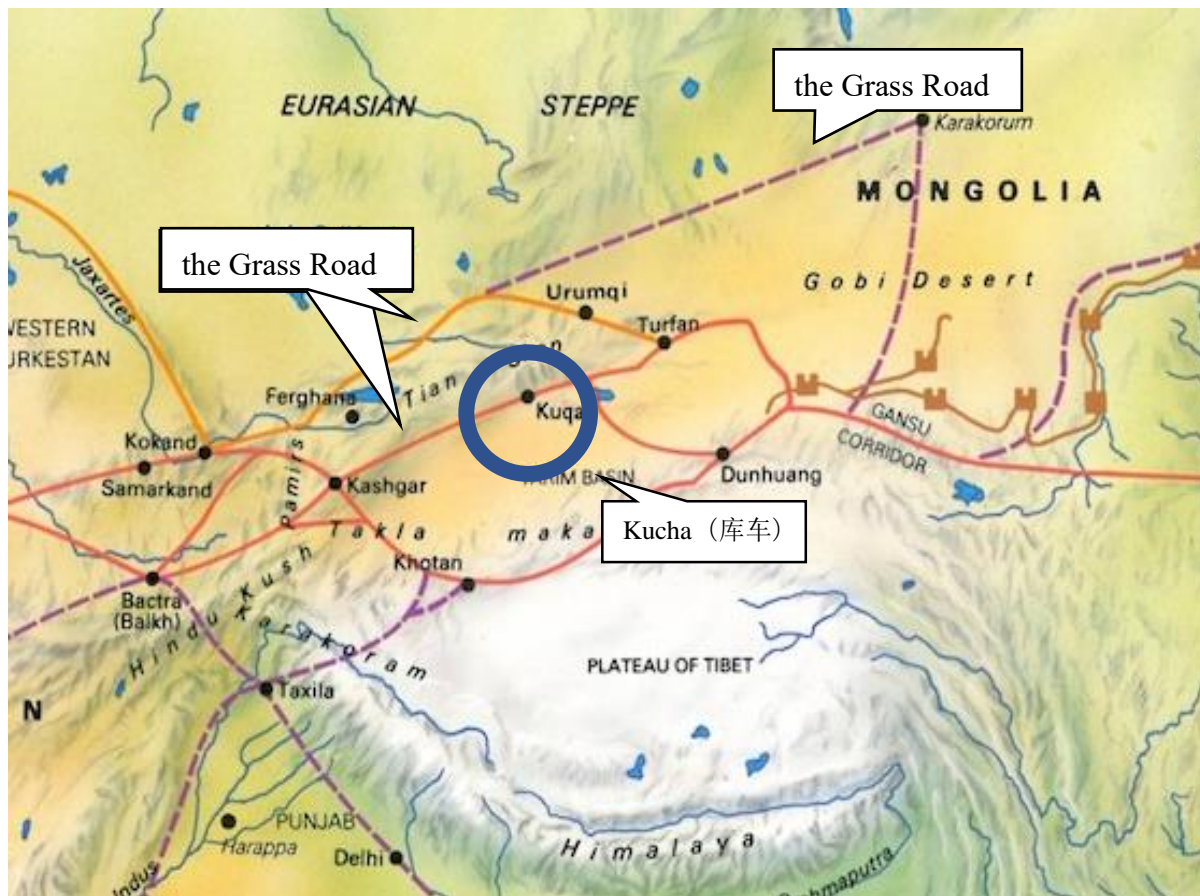 the Grass Road
EURASIAN STEPPE
Karakorum
MONGOLIA
the Grass Road
Jaxartes
Gobi Desert
Urumqi
WESTERN
Turfan
Tian
Ferghana
Kuqa
GANSU
CORRIDOR
Kokand
Samarkand
Pamirs
Kashgar
TARIM BASIN
Dunhuang
Takla maka
Kucha（库车）
Khotan
Bactra
(Balkh)
Hindu Kush
Karakoram
PLATEAU OF TIBET
Taxila
N
PUNJAB
Harappa
Delhi
Himalaya
Indus